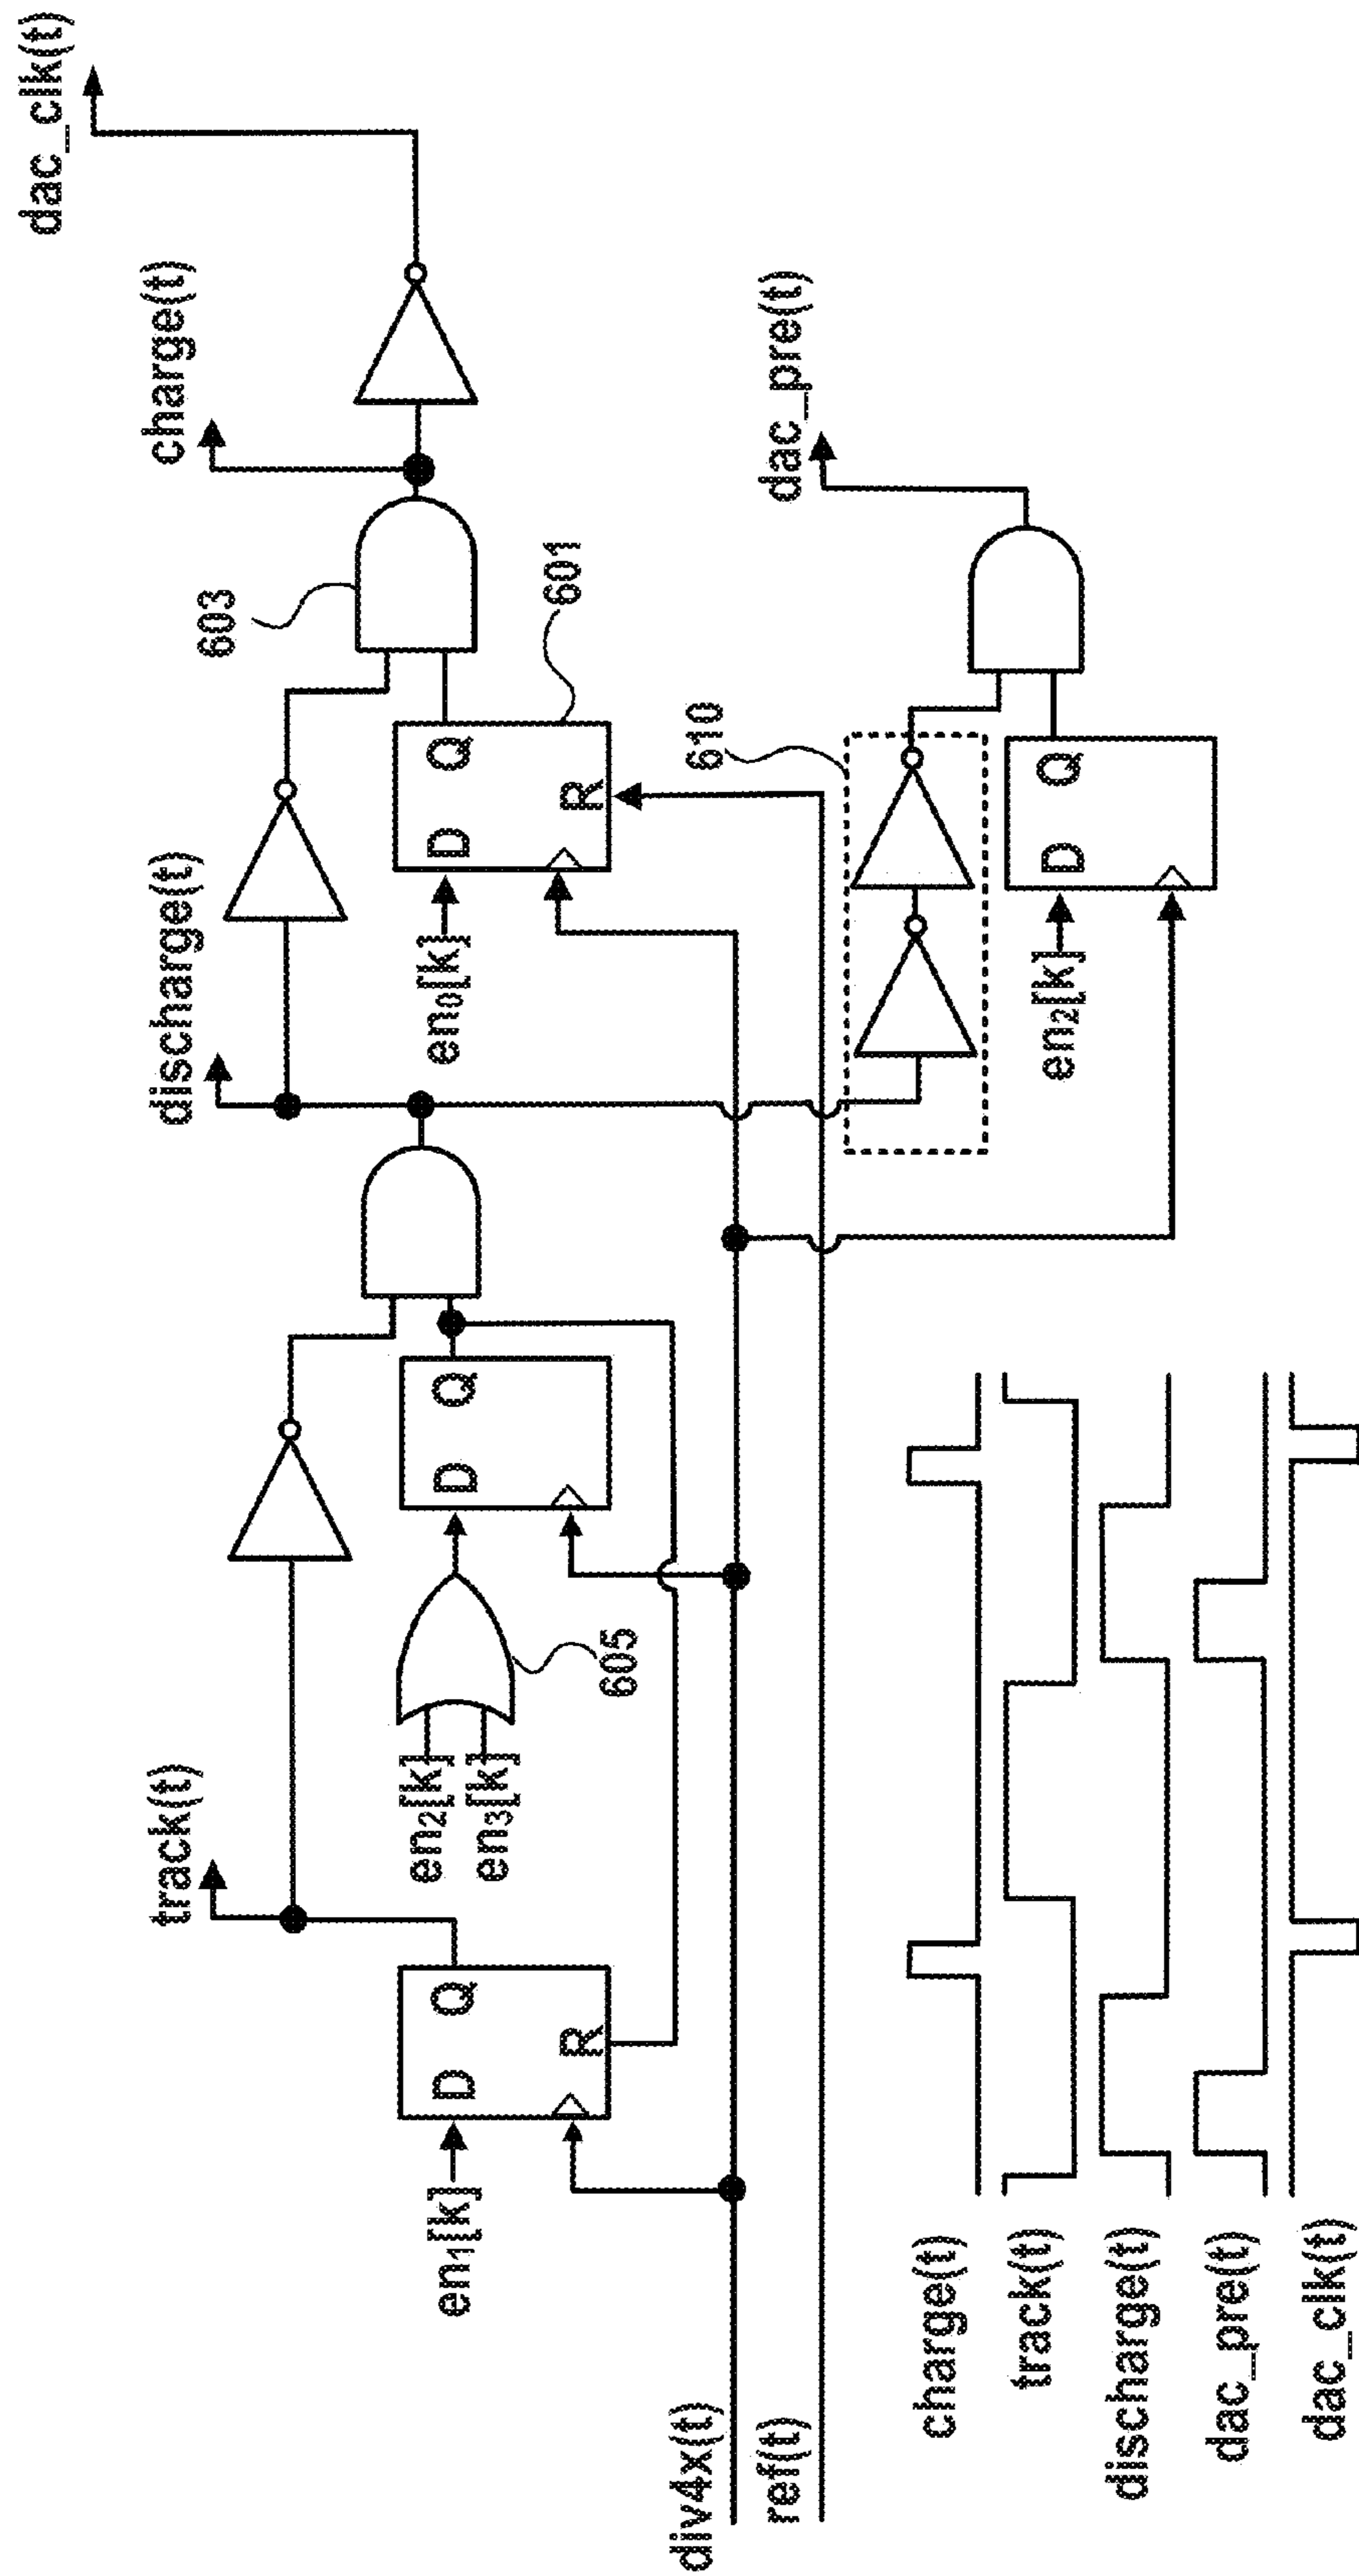 dac_clk(t)
charge(t)
603
601
discharge(t)
D Q
R
en0[k]
dac_pre(t)
610
D Q
en2[k]
track(t)
D Q
en2[k]
en3[k]
605
D Q
R
en1[k]
div4x(t)
ref(t)
charge(t)
track(t)
discharge(t)
dac_pre(t)
dac_clk(t)